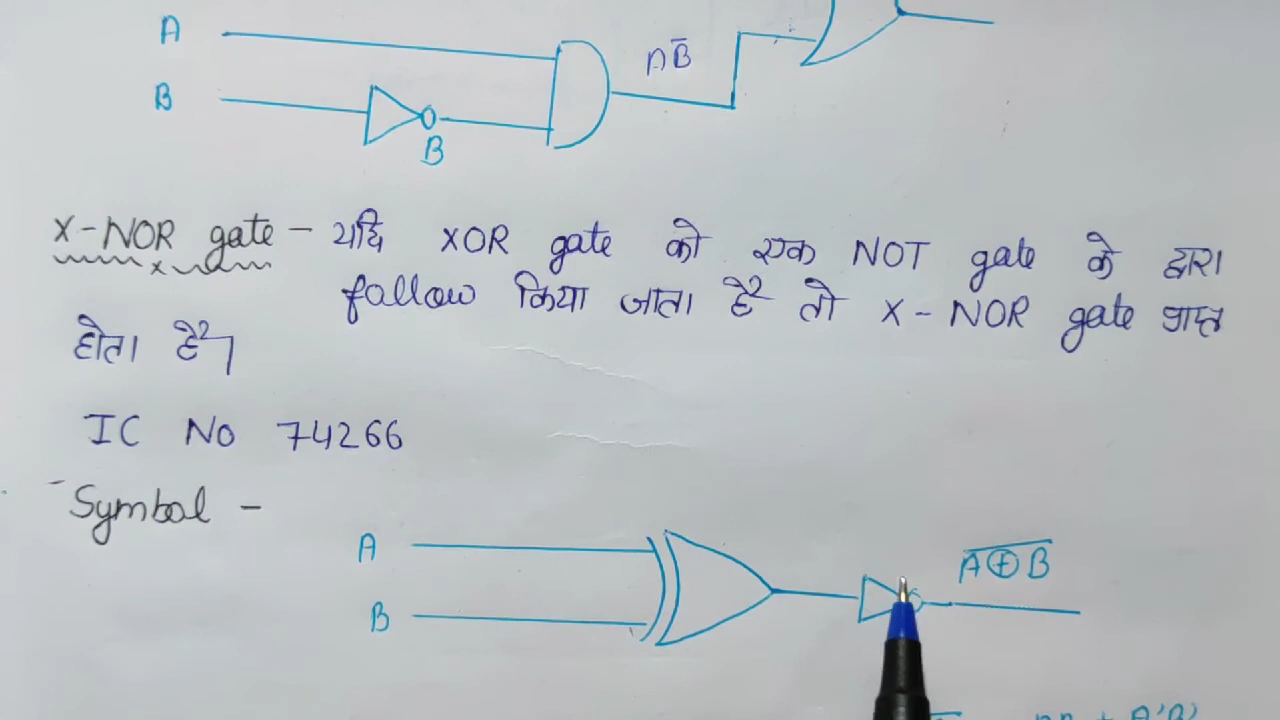 A
AB̅
B
B
X-NOR gate - यदि XOR gate को एक NOT gate के द्वारा
follow किया जाता है तो X-NOR gate प्राप्त
होता है।
IC No 74266
Symbol -
A
A̅ ̅⊕̅ ̅B̅
B